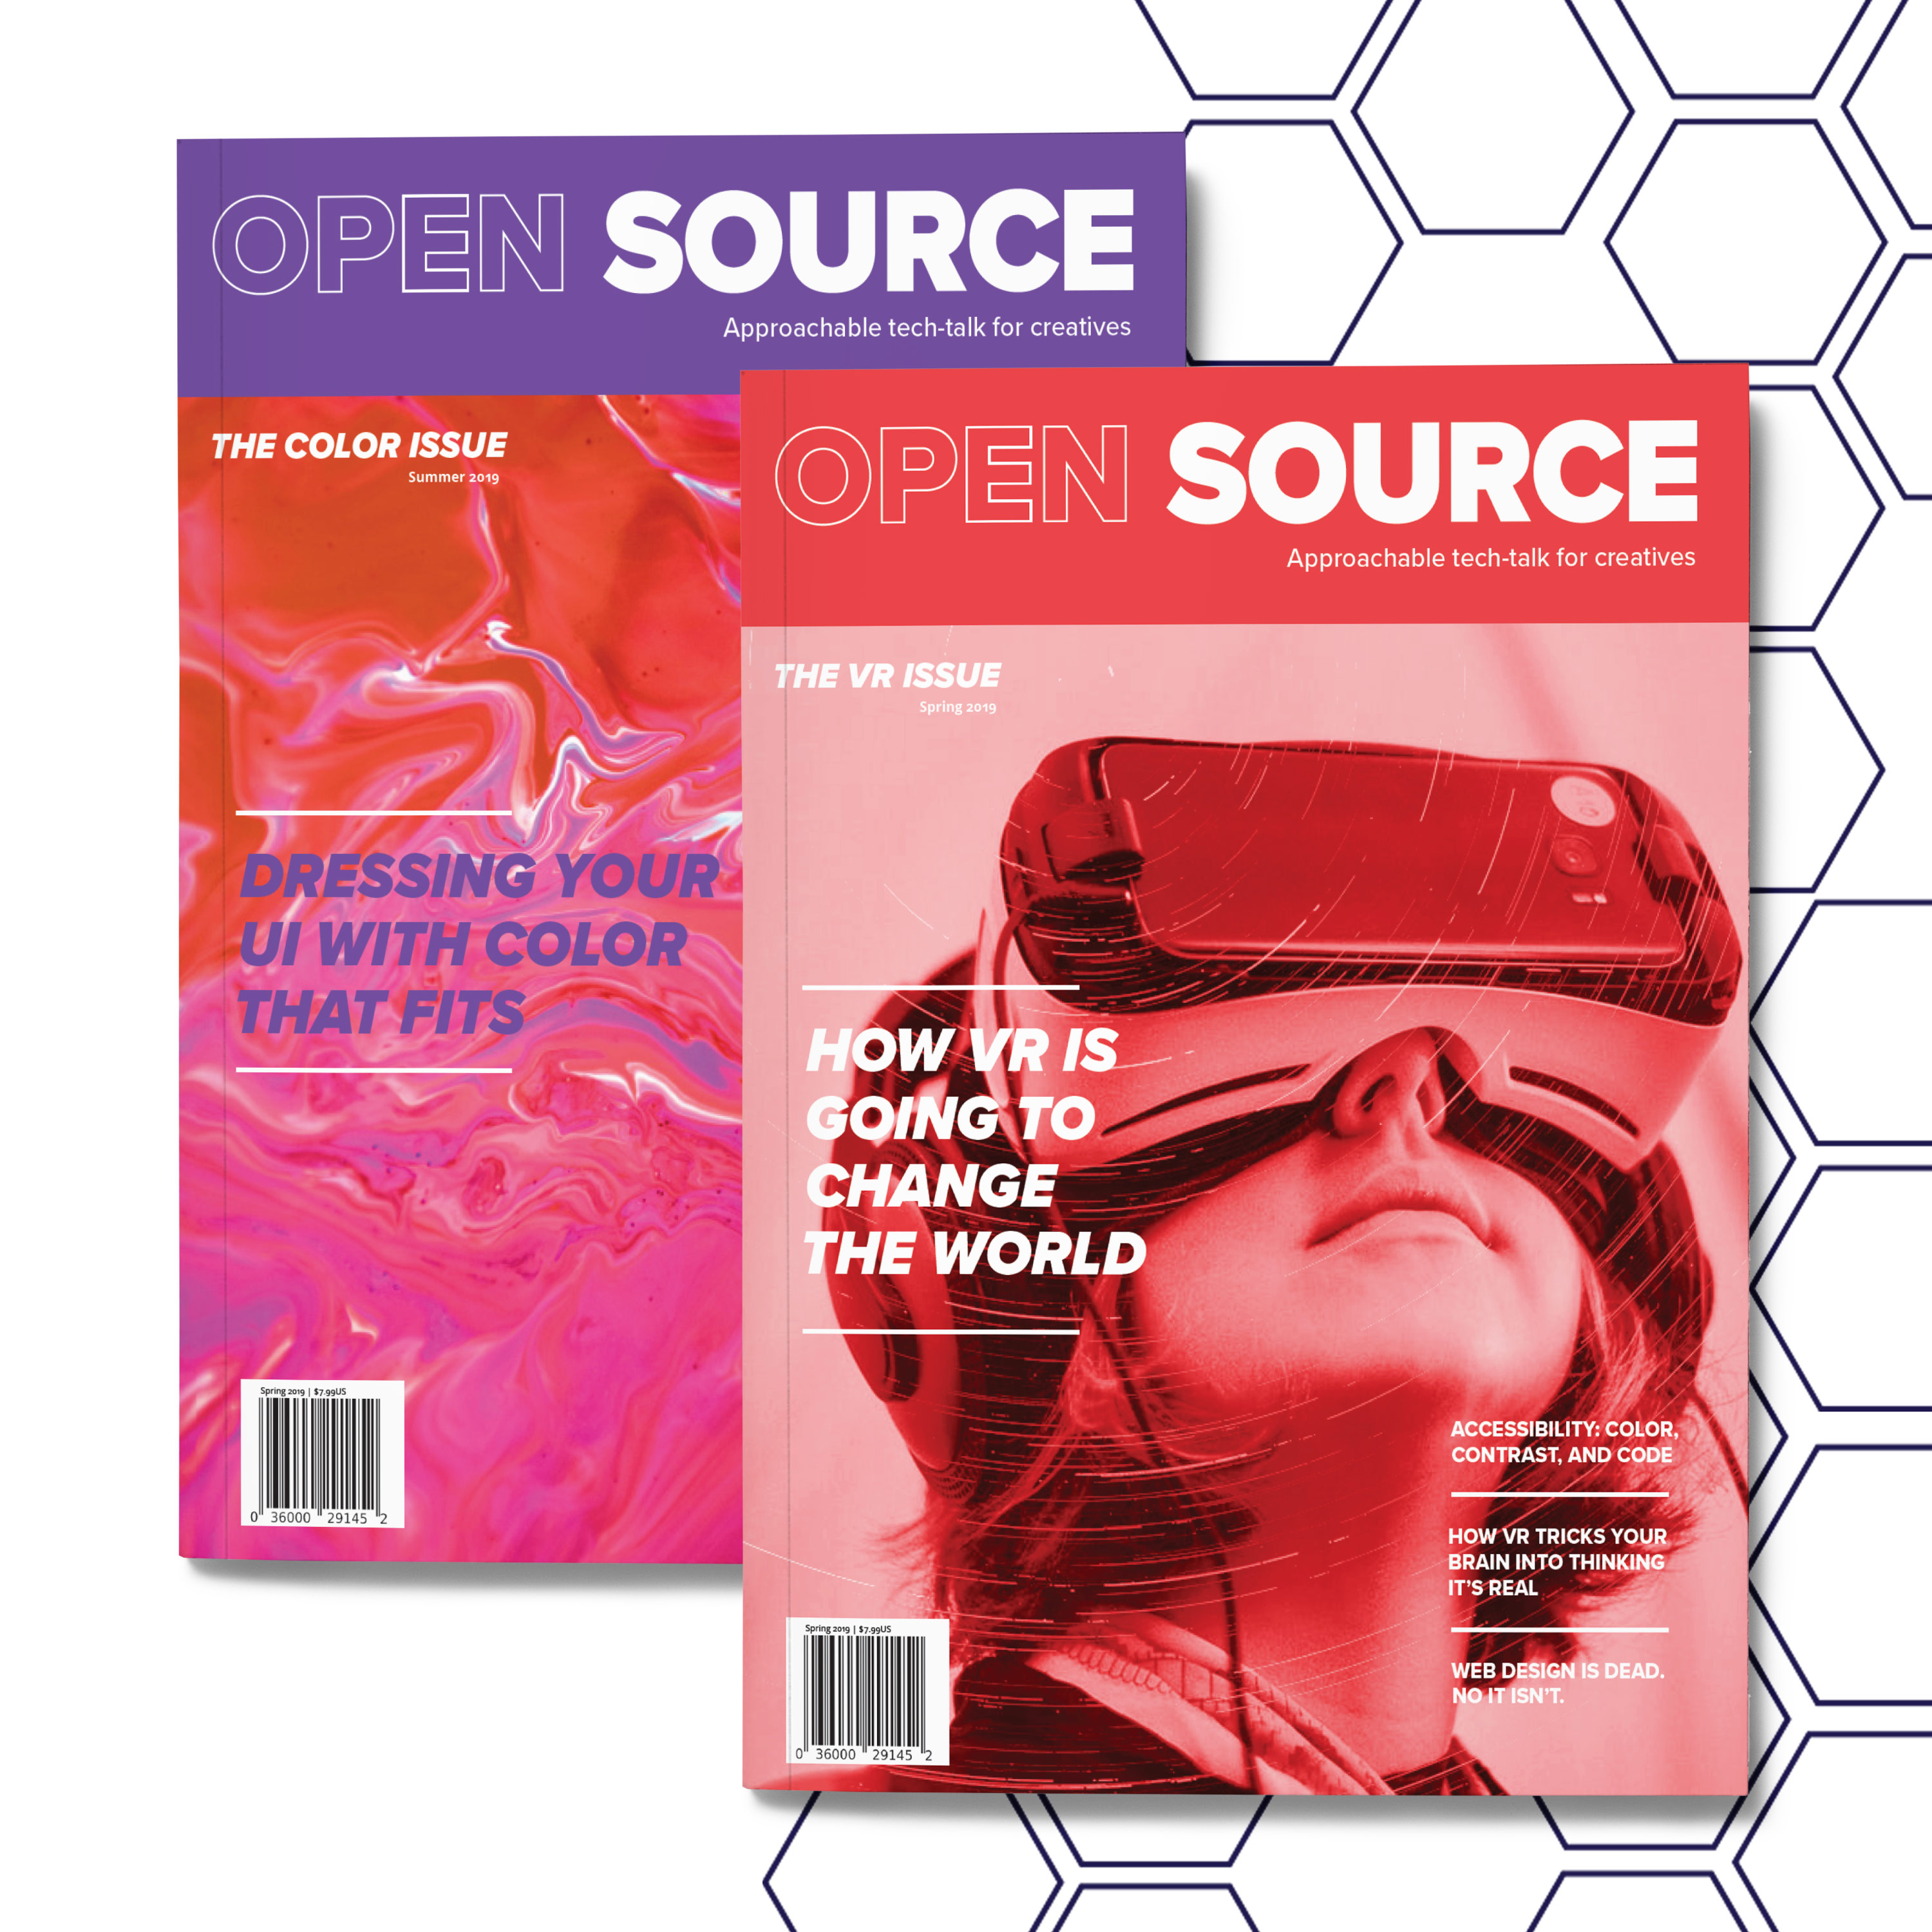 OPEN SOURCE
Approachable tech-talk for creatives
THE COLOR ISSUE
Summer 2019
DRESSING YOUR
UI WITH COLOR
THAT FITS
Spring 2019 | $7.99US
0 36000 29145 2
OPEN SOURCE
Approachable tech-talk for creatives
THE VR ISSUE
Spring 2019
HOW VR IS
GOING TO
CHANGE
THE WORLD
ACCESSIBILITY: COLOR,
CONTRAST, AND CODE
HOW VR TRICKS YOUR
BRAIN INTO THINKING
IT'S REAL
WEB DESIGN IS DEAD.
NO IT ISN'T.
Spring 2019 | $7.99US
0 36000 29145 2